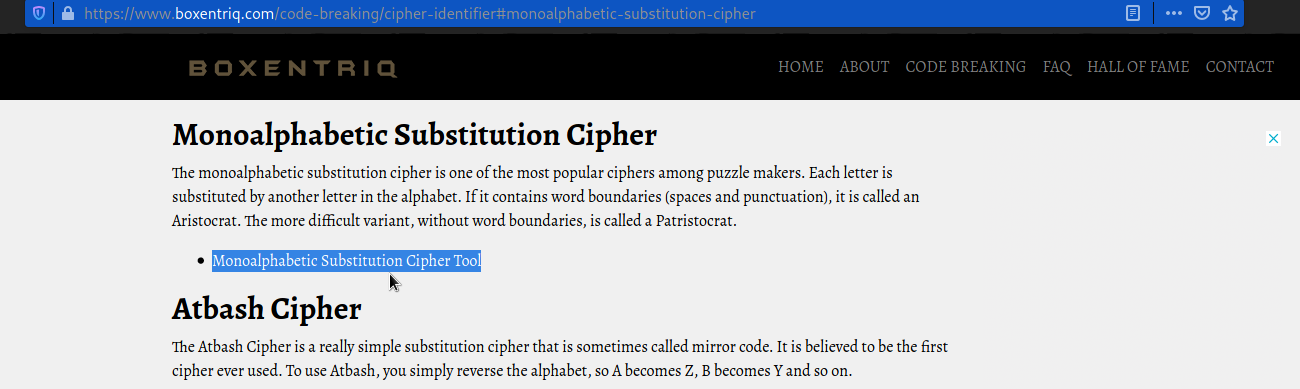 https://www.boxentriq.com/code-breaking/cipher-identifier#monoalphabetic-substitution-cipher
BOXENTRIQ HOME ABOUT CODE BREAKING FAQ HALL OF FAME CONTACT
Monoalphabetic Substitution Cipher
The monoalphabetic substitution cipher is one of the most popular ciphers among puzzle makers. Each letter is
substituted by another letter in the alphabet. If it contains word boundaries (spaces and punctuation), it is called an
Aristocrat. The more difficult variant, without word boundaries, is called a Patristocrat.
• Monoalphabetic Substitution Cipher Tool
Atbash Cipher
The Atbash Cipher is a really simple substitution cipher that is sometimes called mirror code. It is believed to be the first
cipher ever used. To use Atbash, you simply reverse the alphabet, so A becomes Z, B becomes Y and so on.